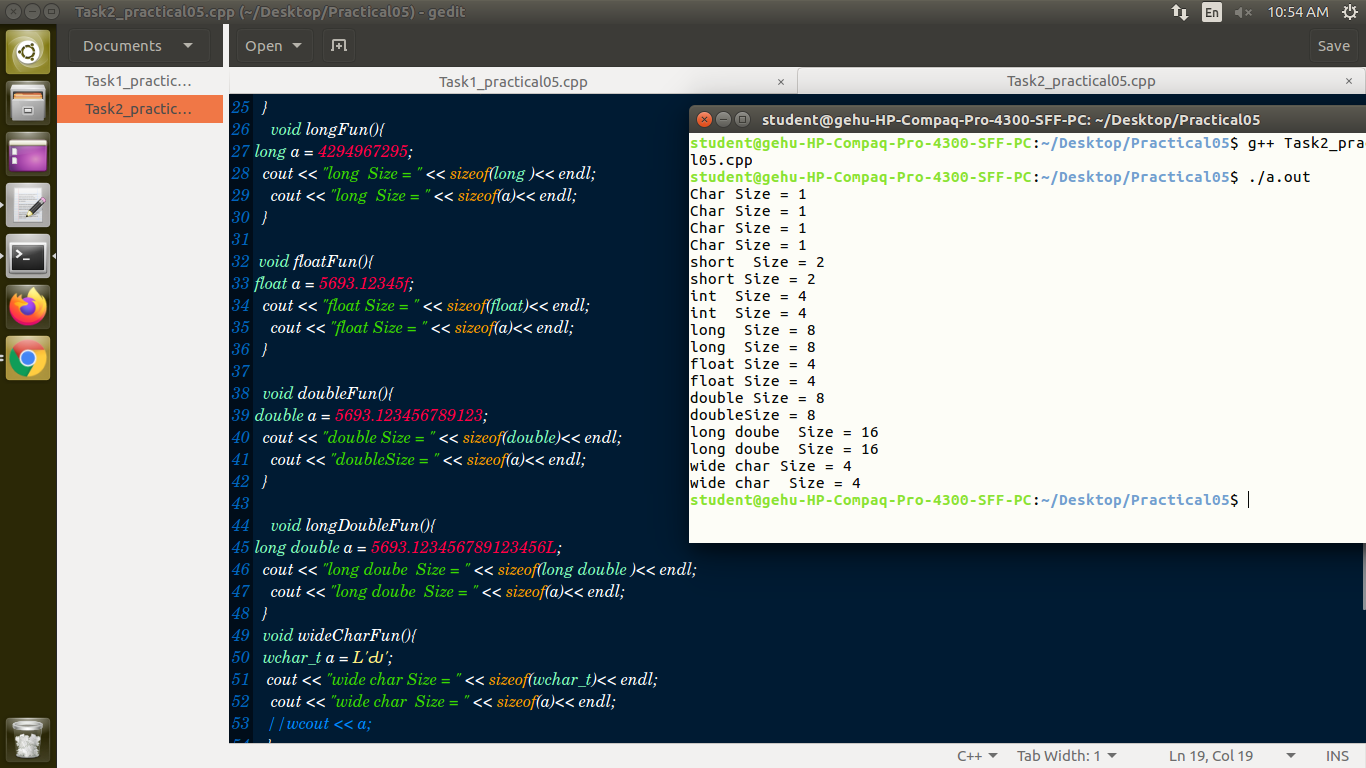 Task2_practical05.cpp (~/Desktop/Practical05) - gedit
En
10:54 AM
Documents
Open
Save
Task1_practic…
Task2_practic…
Task1_practical05.cpp ×
Task2_practical05.cpp ×
25 }
26 void longFun(){
27 long a = 4294967295;
28 cout << "long  Size = " << sizeof(long )<< endl;
29 cout << "long  Size = " << sizeof(a)<< endl;
30 }
31
32 void floatFun(){
33 float a = 5693.12345f;
34 cout << "float Size = " << sizeof(float)<< endl;
35 cout << "float Size = " << sizeof(a)<< endl;
36 }
37
38 void doubleFun(){
39 double a = 5693.123456789123;
40 cout << "double Size = " << sizeof(double)<< endl;
41 cout << "doubleSize = " << sizeof(a)<< endl;
42 }
43
44 void longDoubleFun(){
45 long double a = 5693.123456789123456L;
46 cout << "long doube  Size = " << sizeof(long double )<< endl;
47 cout << "long doube  Size = " << sizeof(a)<< endl;
48 }
49 void wideCharFun(){
50 wchar_t a = L' ';
51 cout << "wide char Size = " << sizeof(wchar_t)<< endl;
52 cout << "wide char  Size = " << sizeof(a)<< endl;
53 //wcout << a;
student@gehu-HP-Compaq-Pro-4300-SFF-PC: ~/Desktop/Practical05
student@gehu-HP-Compaq-Pro-4300-SFF-PC:~/Desktop/Practical05$ g++ Task2_prac
l05.cpp
student@gehu-HP-Compaq-Pro-4300-SFF-PC:~/Desktop/Practical05$ ./a.out
Char Size = 1
Char Size = 1
Char Size = 1
Char Size = 1
short  Size = 2
short Size = 2
int  Size = 4
int  Size = 4
long  Size = 8
long  Size = 8
float Size = 4
float Size = 4
double Size = 8
doubleSize = 8
long doube  Size = 16
long doube  Size = 16
wide char Size = 4
wide char  Size = 4
student@gehu-HP-Compaq-Pro-4300-SFF-PC:~/Desktop/Practical05$
C++
Tab Width: 1
Ln 19, Col 19
INS